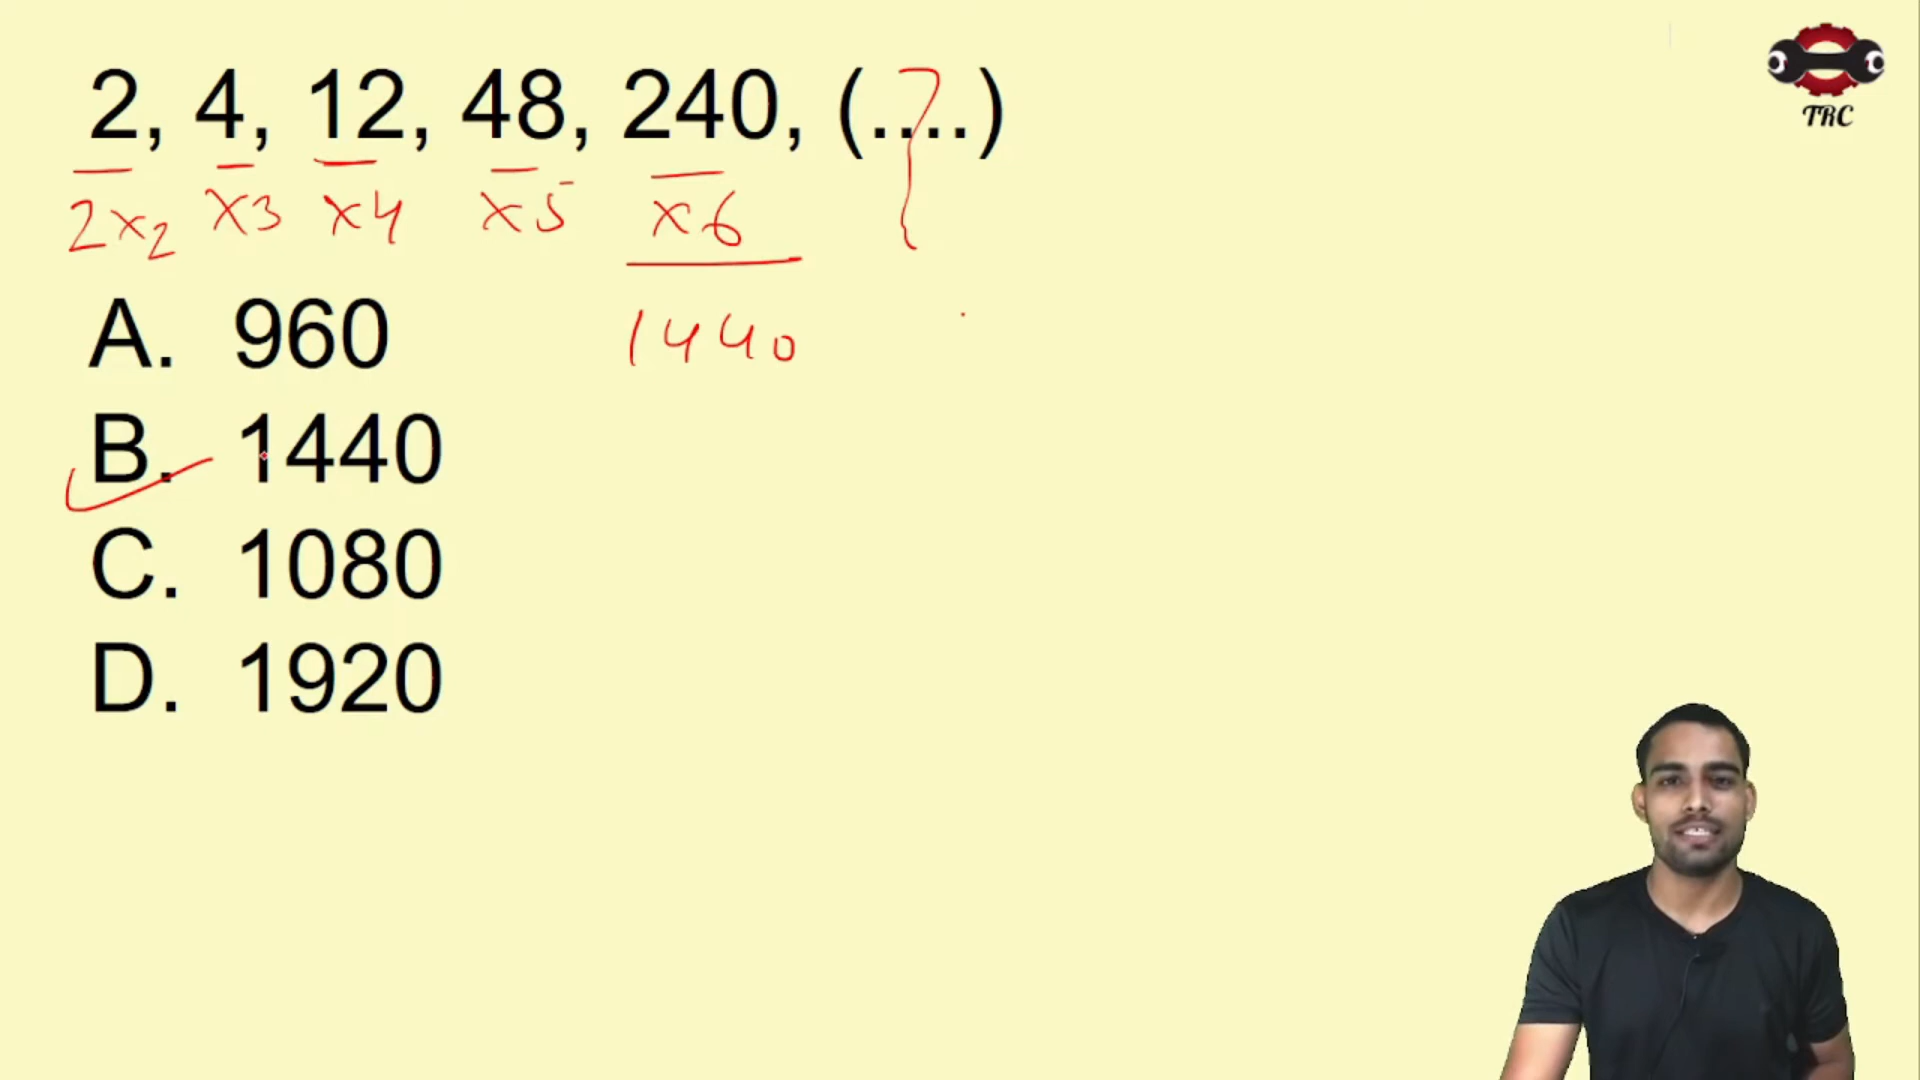 2, 4, 12, 48, 240, (....)
?
2x2 x3 x4 x5 x6
1440
A. 960
B. 1440
C. 1080
D. 1920
TRC